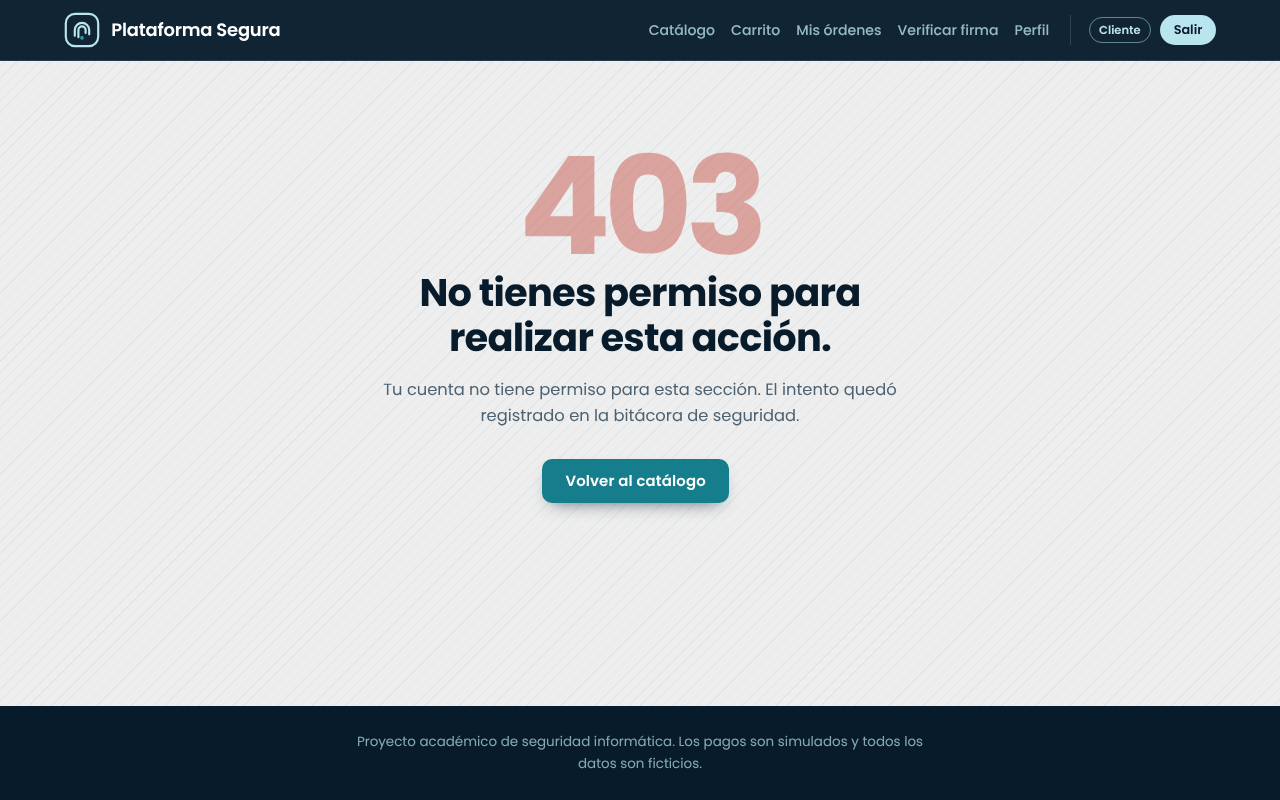 Plataforma Segura
Catálogo Carrito Mis órdenes Verificar firma Perfil Cliente Salir
403
No tienes permiso para
realizar esta acción.
Tu cuenta no tiene permiso para esta sección. El intento quedó
registrado en la bitácora de seguridad.
Volver al catálogo
Proyecto académico de seguridad informática. Los pagos son simulados y todos los
datos son ficticios.